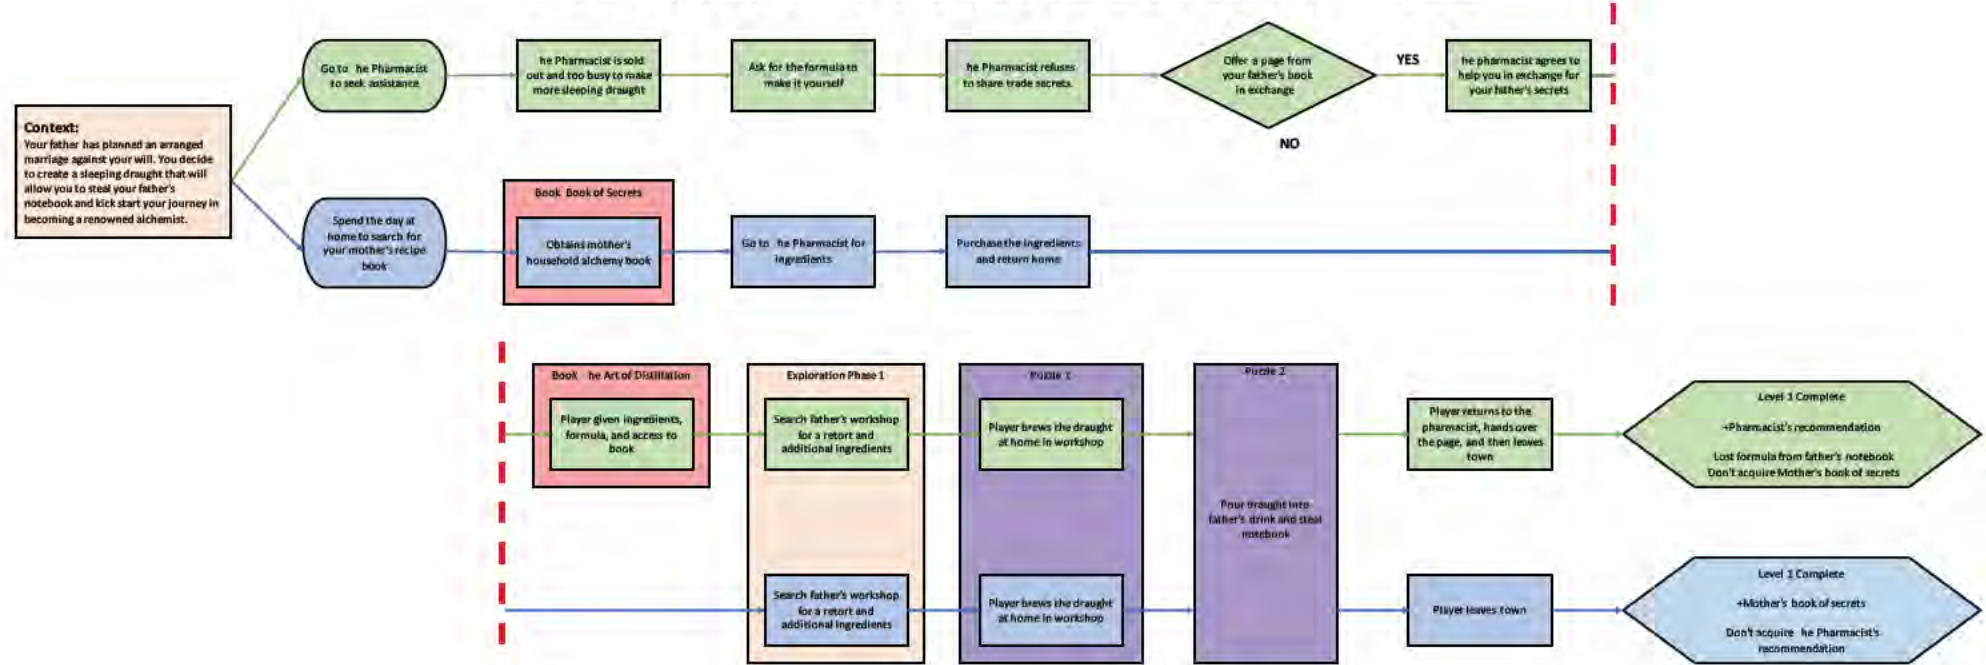 Context:
Your father has planned an arranged
marriage against your will. You decide
to create a sleeping draught that will
allow you to steal your father's
notebook and kick start your journey in
becoming a renowned alchemist.
Go to he Pharmacist
to seek assistance
he Pharmacist is sold
out and too busy to make
more sleeping draught
Ask for the formula to
make it yourself
he Pharmacist refuses
to share trade secrets.
Offer a page from
your father's book
in exchange
YES
NO
he pharmacist agrees to
help you in exchange for
your father's secrets
Spend the day at
home to search for
your mother's recipe
book
Book Book of Secrets
Obtains mother's
household alchemy book
Go to he Pharmacist for
ingredients
Purchase the ingredients
and return home
Book he Art of Distillation
Player given ingredients,
formula, and access to
book
Exploration Phase 1
Search father's workshop
for a retort and
additional ingredients
Puzzle 1
Player brews the draught
at home in workshop
Puzzle 2
Pour draught into
father's drink and steal
notebook
Player returns to the
pharmacist, hands over
the page, and then leaves
town
Level 1 Complete
+Pharmacist's recommendation
Lost formula from father's notebook
Don't acquire Mother's book of secrets
Search father's workshop
for a retort and
additional ingredients
Player brews the draught
at home in workshop
Player leaves town
Level 1 Complete
+Mother's book of secrets
Don't acquire he Pharmacist's
recommendation